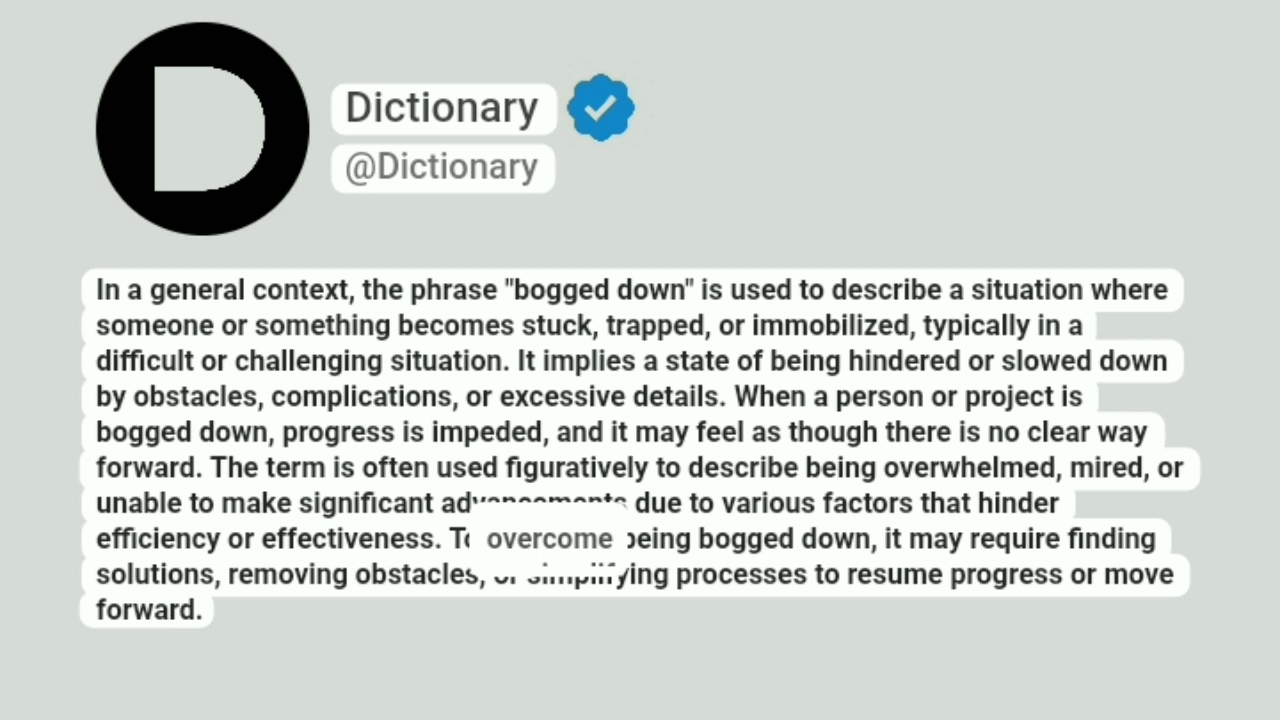 D
Dictionary
@Dictionary
In a general context, the phrase "bogged down" is used to describe a situation where
someone or something becomes stuck, trapped, or immobilized, typically in a
difficult or challenging situation. It implies a state of being hindered or slowed down
by obstacles, complications, or excessive details. When a person or project is
bogged down, progress is impeded, and it may feel as though there is no clear way
forward. The term is often used figuratively to describe being overwhelmed, mired, or
unable to make significant advancements due to various factors that hinder
efficiency or effectiveness. To overcome being bogged down, it may require finding
solutions, removing obstacles, or simplifying processes to resume progress or move
forward.